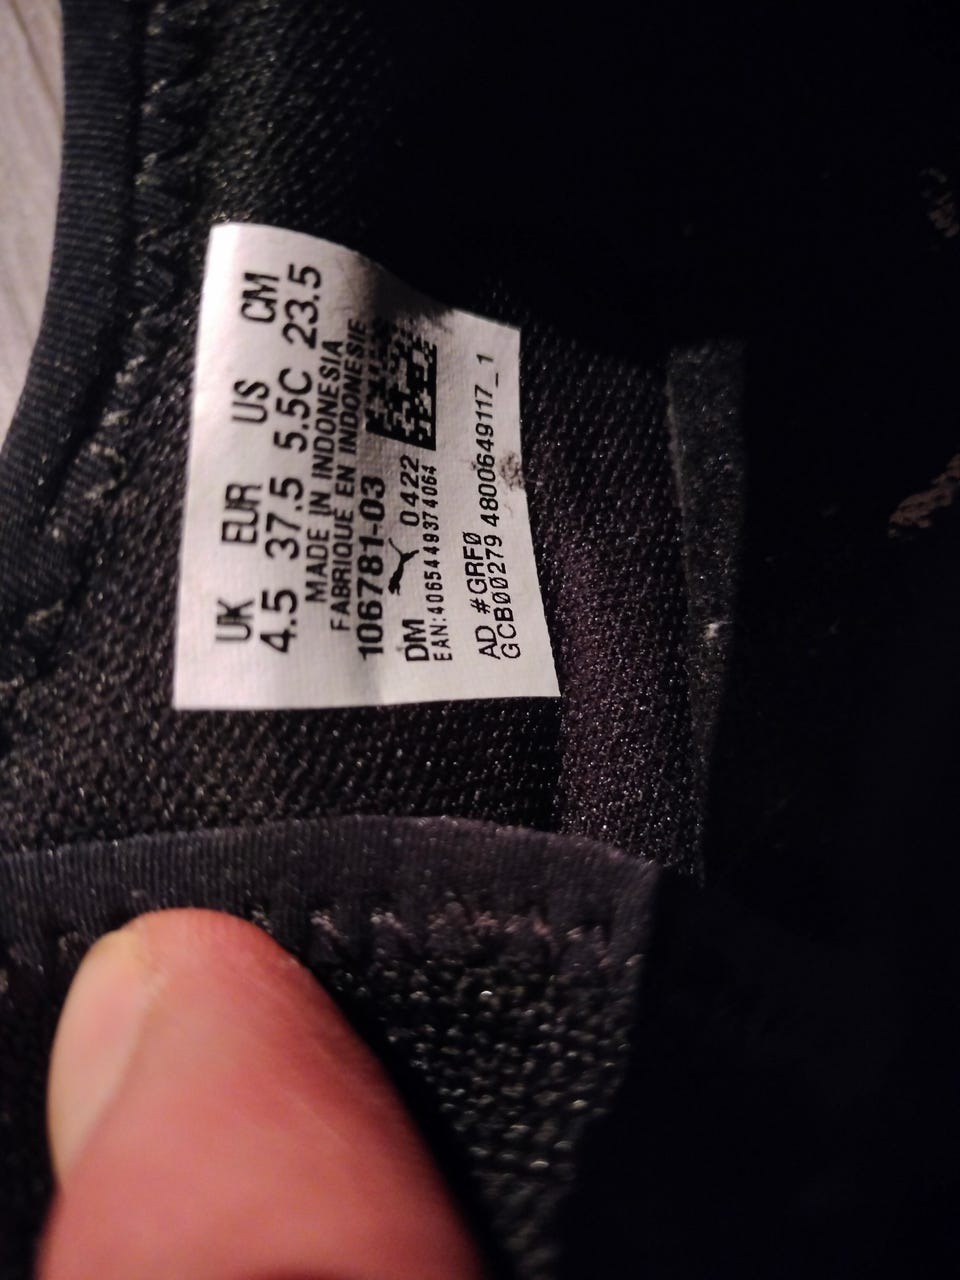 UK EUR US CM
4.5 37.5 5.5C 23.5
MADE IN INDONESIA
FABRIQUE EN INDONESIE
106781-03
DM 0422
EAN:4065449374064
AD #GRF0
GCB00279 4800649117_1